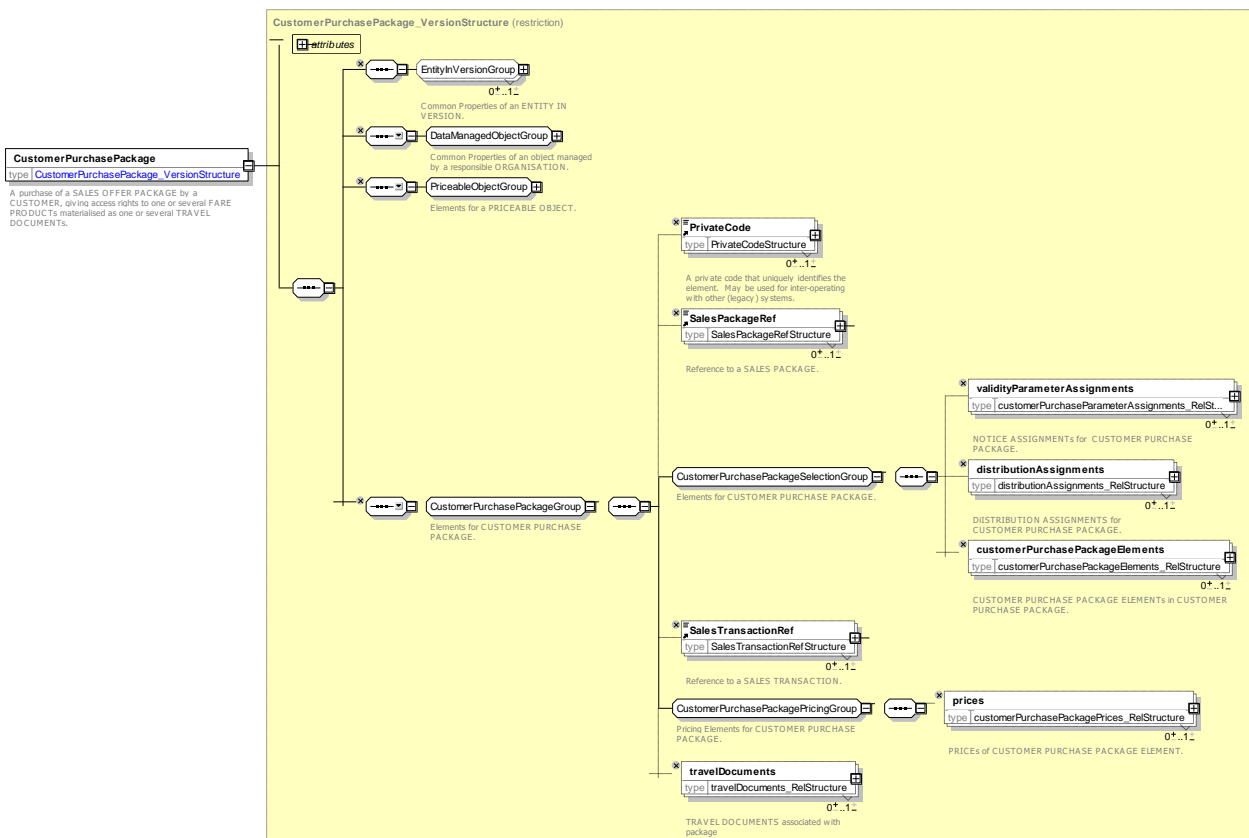 CustomerPurchasePackage_VersionStructure (restriction)
attributes
EntityInVersionGroup
0..1
Common Properties of an ENTITY IN
VERSION.
DataManagedObjectGroup
Common Properties of an object managed
by a responsible ORGANISATION.
CustomerPurchasePackage
type CustomerPurchasePackage_VersionStructure
A purchase of a SALES OFFER PACKAGE by a
CUSTOMER, giving access rights to one or several FARE
PRODUCTs materialised as one or several TRAVEL
DOCUMENTs.
PriceableObjectGroup
Elements for a PRICEABLE OBJECT.
PrivateCode
type PrivateCodeStructure
0..1
A private code that uniquely identifies the
element. May be used for inter-operating
with other (legacy) systems.
SalesPackageRef
type SalesPackageRefStructure
0..1
Reference to a SALES PACKAGE.
validityParameterAssignments
type customerPurchaseParameterAssignments_RelSt...
0..1
NOTICE ASSIGNMENTs for CUSTOMER PURCHASE
PACKAGE.
CustomerPurchasePackageSelectionGroup
Elements for CUSTOMER PURCHASE PACKAGE.
distributionAssignments
type distributionAssignments_RelStructure
0..1
DIISTRIBUTION ASSIGNMENTs for
CUSTOMER PURCHASE PACKAGE.
CustomerPurchasePackageGroup
Elements for CUSTOMER PURCHASE
PACKAGE.
customerPurchasePackageElements
type customerPurchasePackageElements_RelStructure
0..1
CUSTOMER PURCHASE PACKAGE ELEMENTs in CUSTOMER
PURCHASE PACKAGE.
SalesTransactionRef
type SalesTransactionRefStructure
0..1
Reference to a SALES TRANSACTION.
CustomerPurchasePackagePricingGroup
Pricing Elements for CUSTOMER PURCHASE
PACKAGE.
prices
type customerPurchasePackagePrices_RelStructure
0..1
PRICEs of CUSTOMER PURCHASE PACKAGE ELEMENT.
travelDocuments
type travelDocuments_RelStructure
0..1
TRAVEL DOCUMENTS associated with
package